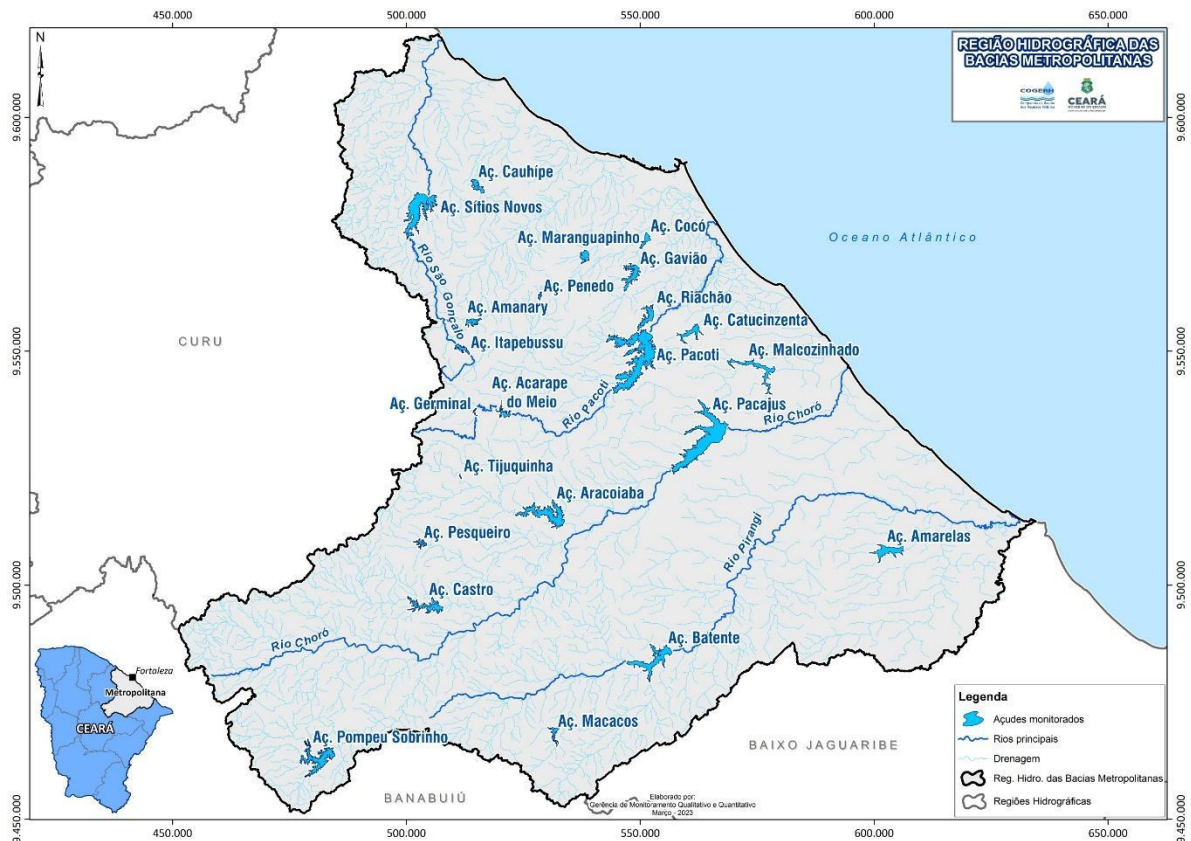 450.000
500.000
550.000
600.000
650.000
REGIÃO HIDROGRÁFICA DAS
BACIAS METROPOLITANAS
COGERH
CEARÁ
9.600.000
9.600.000
N
Aç. Cauhípe
Aç. Sítios Novos
Aç. Cocó
Aç. Maranguapinho
Oceano Atlântico
Aç. Gavião
Rio São Gonçalo
Aç. Penedo
Aç. Riachão
Aç. Amanary
Aç. Catucinzenta
CURU
Aç. Itapebussu
9.550.000
9.550.000
Aç. Pacoti
Aç. Malcozinhado
Aç. Acarape
do Meio
Aç. Germinal
Rio Pacoti
Aç. Pacajus
Rio Choró
Aç. Tijuquinha
Aç. Aracoiaba
Aç. Pesqueiro
Rio Pirangi
Aç. Amarelas
9.500.000
9.500.000
Aç. Castro
Rio Choró
Aç. Batente
Fortaleza
Metropolitana
CEARÁ
Aç. Pompeu Sobrinho
Aç. Macacos
BAIXO JAGUARIBE
BANABUIÚ
Legenda
Açudes monitorados
Rios principais
Drenagem
Reg. Hidro. das Bacias Metropolitanas
Regiões Hidrográficas
Elaborado por:
Gerência de Monitoramento Qualitativo e Quantitativo
Março - 2023
9.450.000
9.450.000
450.000
500.000
550.000
600.000
650.000